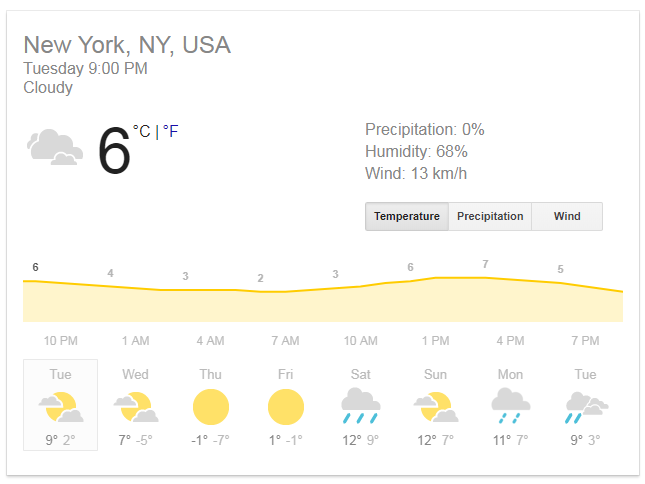 New York, NY, USA
Tuesday 9:00 PM
Cloudy
6 °C | °F
Precipitation: 0%
Humidity: 68%
Wind: 13 km/h
Temperature Precipitation Wind
6 4 3 2 3 6 7 5
10 PM 1 AM 4 AM 7 AM 10 AM 1 PM 4 PM 7 PM
Tue Wed Thu Fri Sat Sun Mon Tue
9° 2° 7° -5° -1° -7° 1° -1° 12° 9° 12° 7° 11° 7° 9° 3°